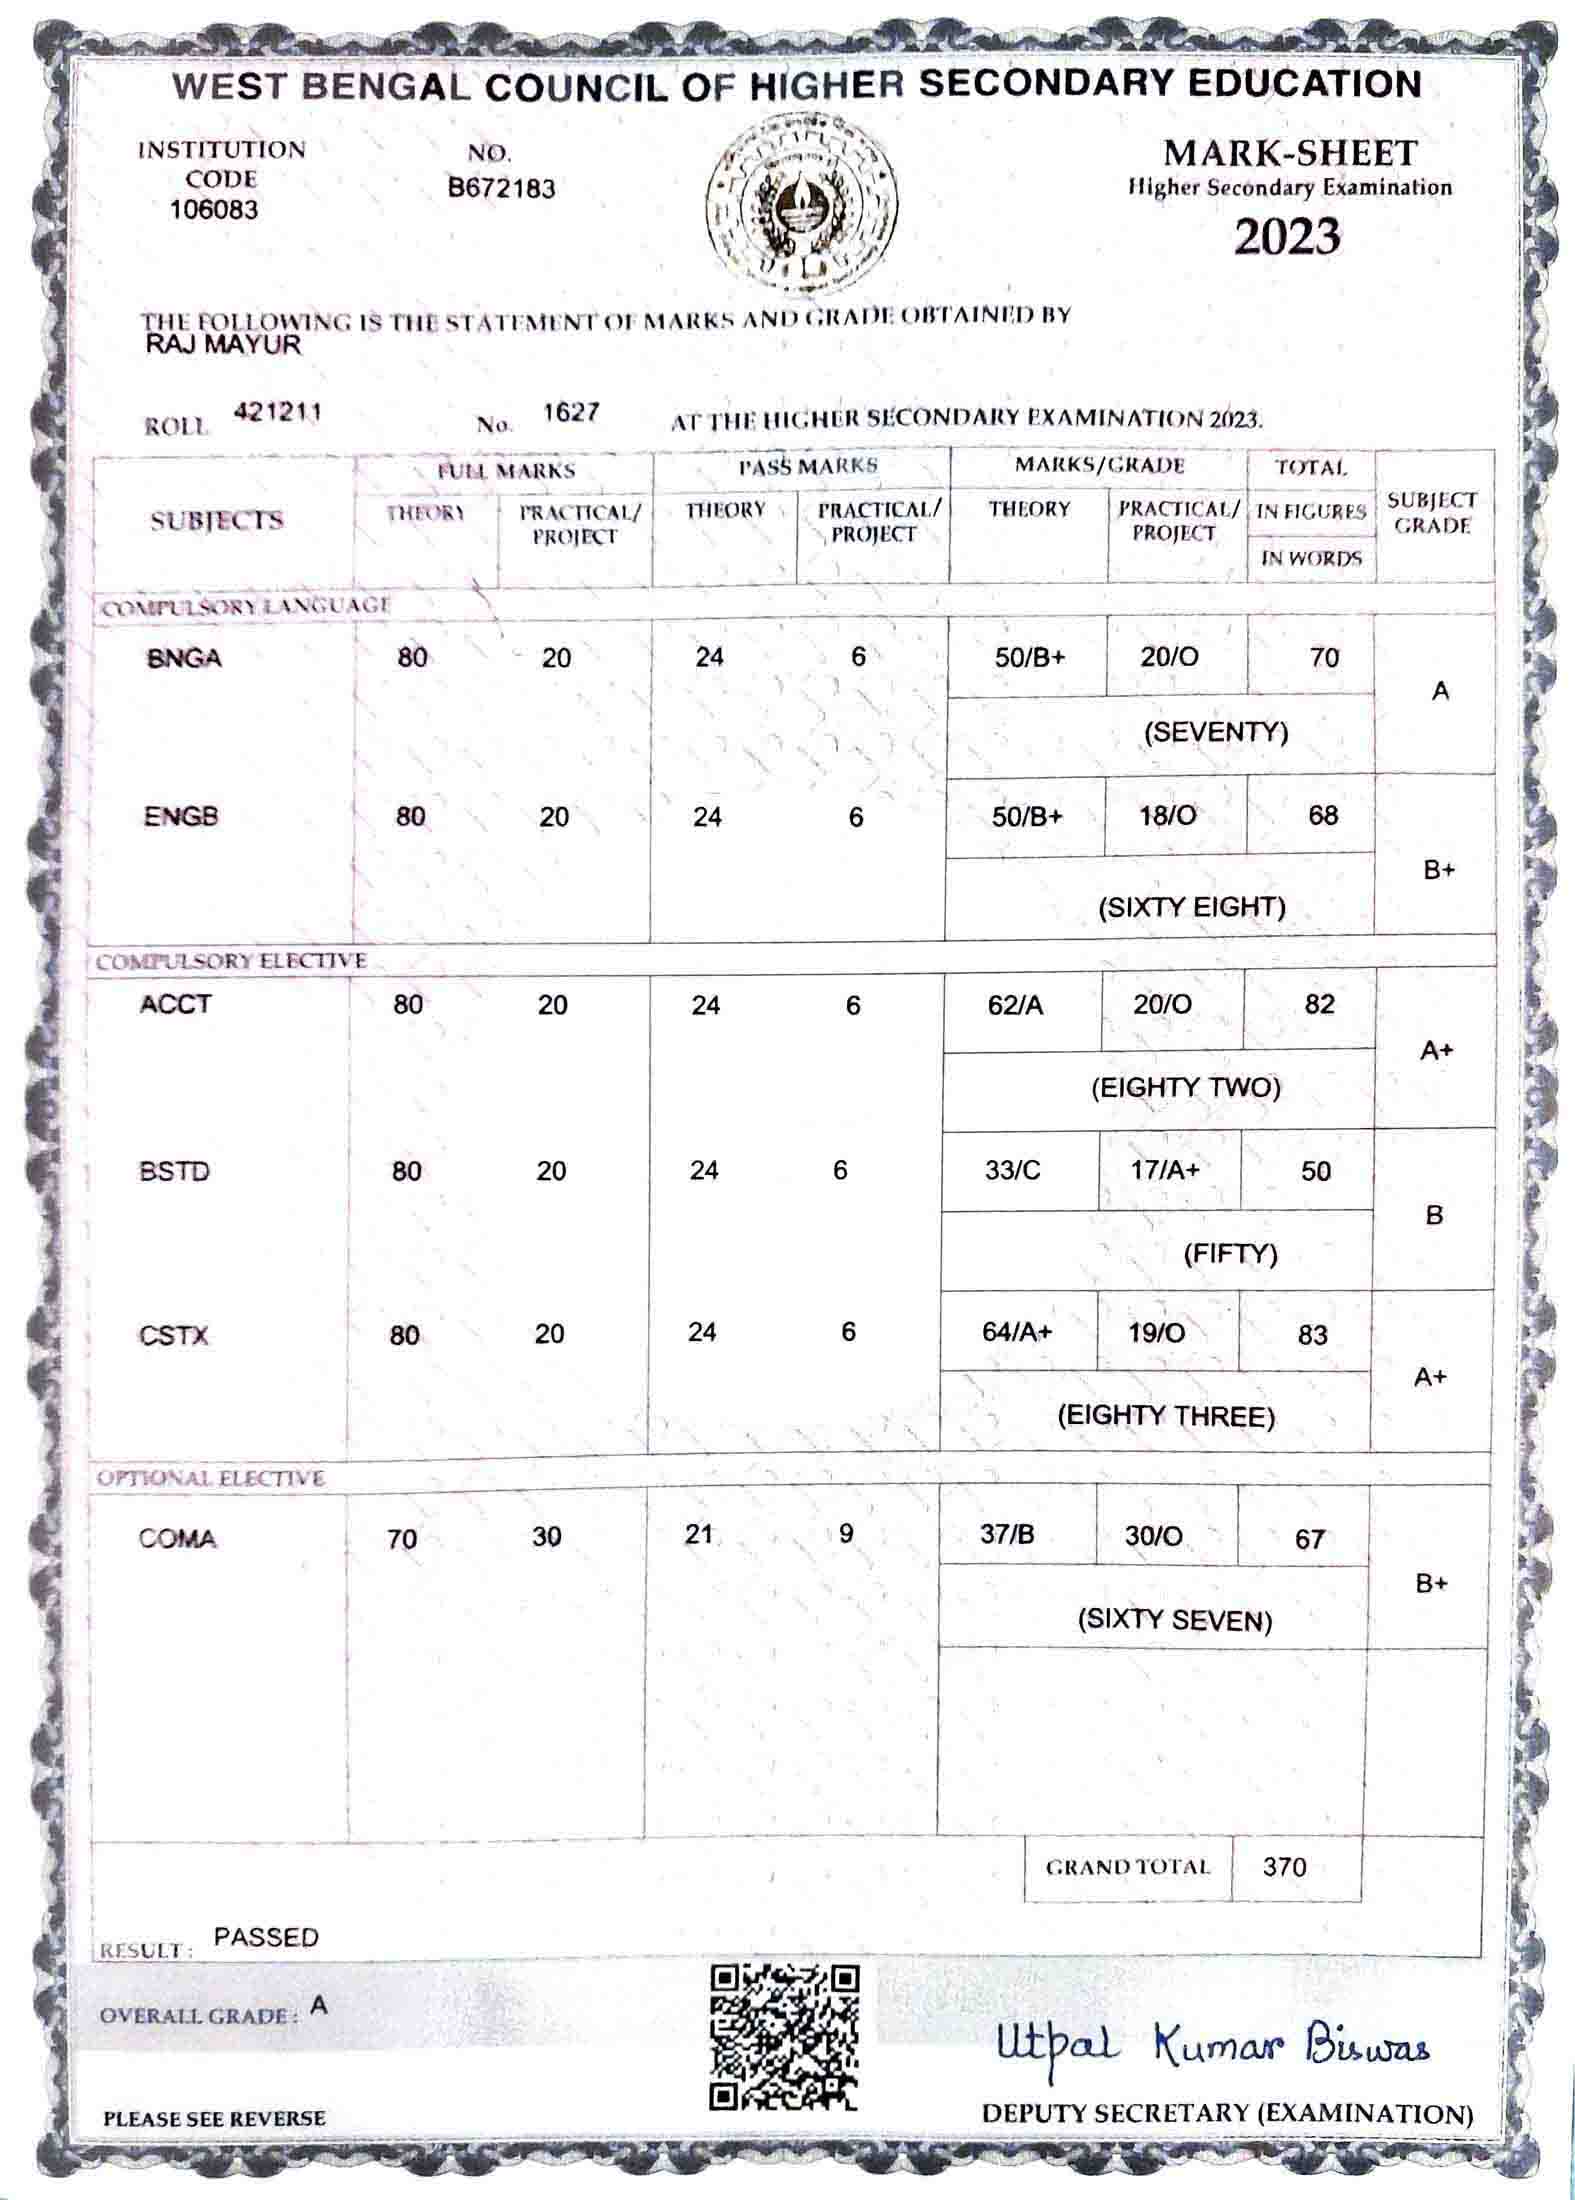 WEST BENGAL COUNCIL OF HIGHER SECONDARY EDUCATION
INSTITUTION
CODE
106083
NO.
B672183
MARK-SHEET
Higher Secondary Examination
2023
THE FOLLOWING IS THE STATEMENT OF MARKS AND GRADE OBTAINED BY
RAJ MAYUR
ROLL 421211 No. 1627 AT THE HIGHER SECONDARY EXAMINATION 2023.
SUBJECTS
FULL MARKS
THEORY
PRACTICAL/
PROJECT
PASS MARKS
THEORY
PRACTICAL/
PROJECT
MARKS/GRADE
THEORY
PRACTICAL/
PROJECT
TOTAL
IN FIGURES
IN WORDS
SUBJECT
GRADE
COMPULSORY LANGUAGE
BNGA 80 20 24 6 50/B+ 20/O 70
A
(SEVENTY)
ENGB 80 20 24 6 50/B+ 18/O 68
B+
(SIXTY EIGHT)
COMPULSORY ELECTIVE
ACCT 80 20 24 6 62/A 20/O 82
A+
(EIGHTY TWO)
BSTD 80 20 24 6 33/C 17/A+ 50
B
(FIFTY)
CSTX 80 20 24 6 64/A+ 19/O 83
A+
(EIGHTY THREE)
OPTIONAL ELECTIVE
COMA 70 30 21 9 37/B 30/O 67
B+
(SIXTY SEVEN)
GRAND TOTAL 370
RESULT : PASSED
OVERALL GRADE : A
Utpal Kumar Biswas
PLEASE SEE REVERSE
DEPUTY SECRETARY (EXAMINATION)